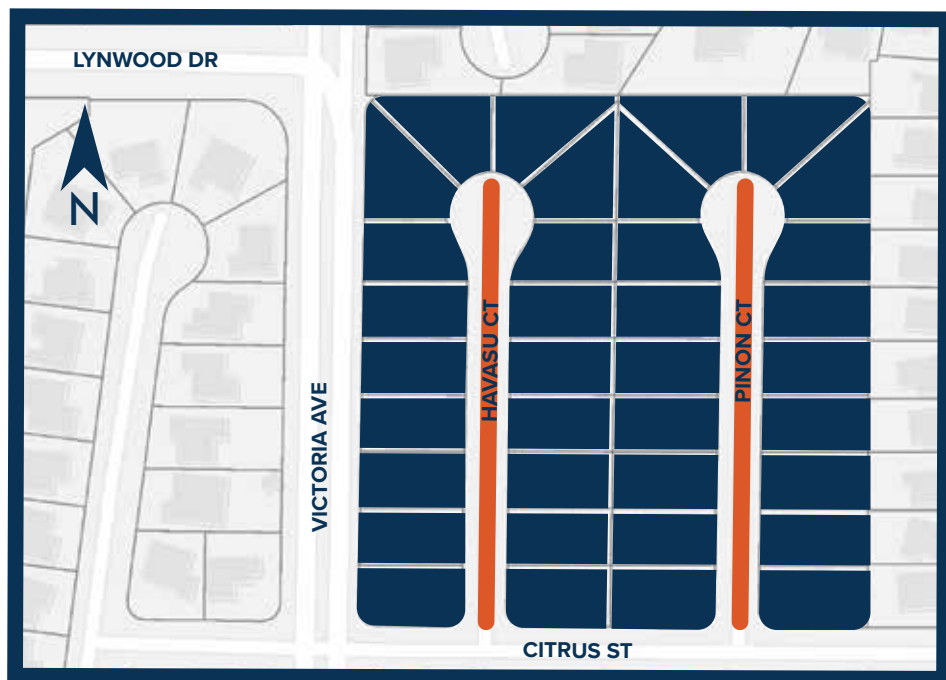 LYNWOOD DR
N
VICTORIA AVE
HAVASU CT
PINON CT
CITRUS ST